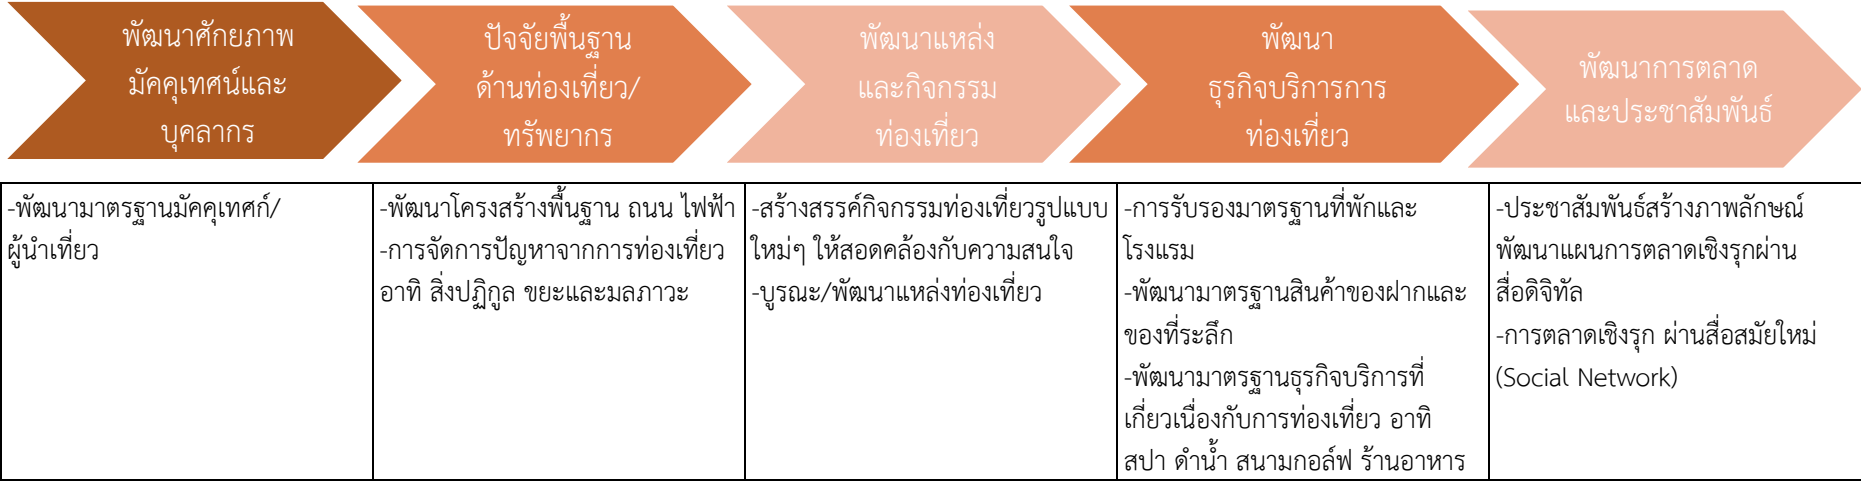 พัฒนาศักยภาพ
มัคคุเทศน์และ
บุคลากร
ปัจจัยพื้นฐาน
ด้านท่องเที่ยว/
ทรัพยากร
พัฒนาแหล่ง
และกิจกรรม
ท่องเที่ยว
พัฒนา
ธุรกิจบริการการ
ท่องเที่ยว
พัฒนาการตลาด
และประชาสัมพันธ์
-พัฒนามาตรฐานมัคคุเทศก์/
ผู้นำเที่ยว
-พัฒนาโครงสร้างพื้นฐาน ถนน ไฟฟ้า
-การจัดการปัญหาจากการท่องเที่ยว
อาทิ สิ่งปฏิกูล ขยะและมลภาวะ
-สร้างสรรค์กิจกรรมท่องเที่ยวรูปแบบ
ใหม่ๆ ให้สอดคล้องกับความสนใจ
-บูรณะ/พัฒนาแหล่งท่องเที่ยว
-การรับรองมาตรฐานที่พักและ
โรงแรม
-พัฒนามาตรฐานสินค้าของฝากและ
ของที่ระลึก
-พัฒนามาตรฐานธุรกิจบริการที่
เกี่ยวเนื่องกับการท่องเที่ยว อาทิ
สปา ดำน้ำ สนามกอล์ฟ ร้านอาหาร
-ประชาสัมพันธ์สร้างภาพลักษณ์
พัฒนาแผนการตลาดเชิงรุกผ่าน
สื่อดิจิทัล
-การตลาดเชิงรุก ผ่านสื่อสมัยใหม่
(Social Network)